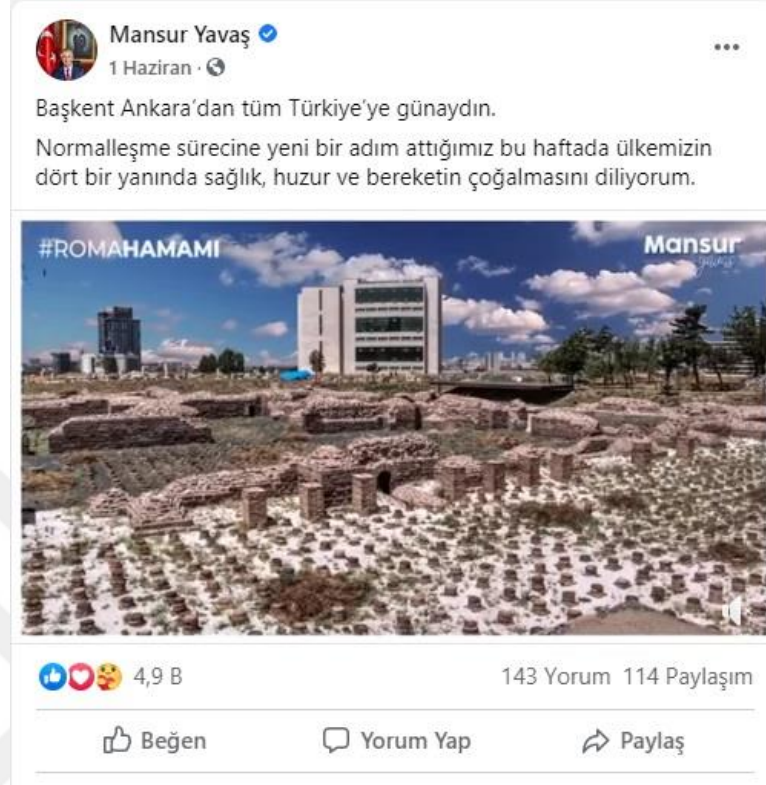 Mansur Yavaş
1 Haziran ·
Başkent Ankara’dan tüm Türkiye’ye günaydın.
Normalleşme sürecine yeni bir adım attığımız bu haftada ülkemizin
dört bir yanında sağlık, huzur ve bereketin çoğalmasını diliyorum.
#ROMAHAMAMI
Mansur
yavaş
4,9 B
143 Yorum 114 Paylaşım
Beğen
Yorum Yap
Paylaş